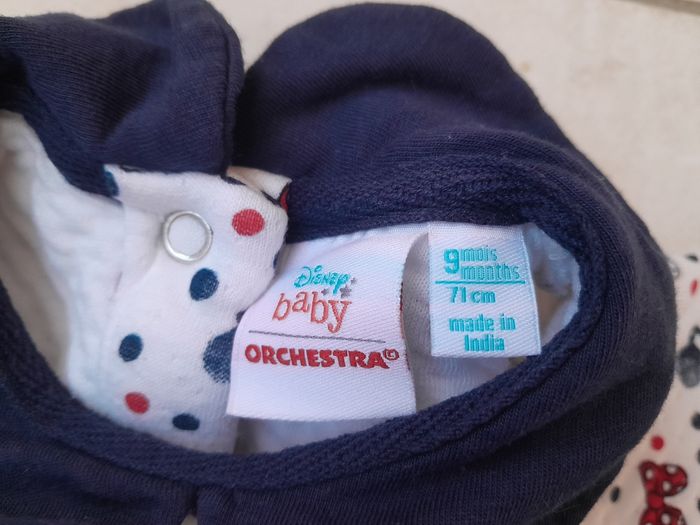 Disney
baby
ORCHESTRA
9 mois
months
71 cm
made in
India